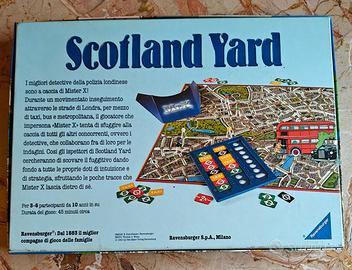 Scotland Yard
I migliori detective della polizia londinese
sono a caccia di Mister X!
Durante un movimentato inseguimento
attraverso le strade di Londra, per mezzo
di taxi, bus e metropolitana, il giocatore che
impersona «Mister X» tenta di sfuggire alla
caccia di tutti gli altri concorrenti, ovvero i
detective, che collaborano fra di loro per le
indagini. Così gli ispettori di Scotland Yard
cercheranno di scovare il fuggitivo dando
fondo a tutte le proprie doti di intuizione e
di strategia, sfruttando le poche tracce che
Mister X lascia dietro di sé.
Per 3-6 partecipanti da 10 anni in su
Durata del gioco: 45 minuti circa
Ravensburger®: Dal 1883 il miglior
compagno di gioco delle famiglie
Ravensburger S.p.A., Milano
Ravensburger